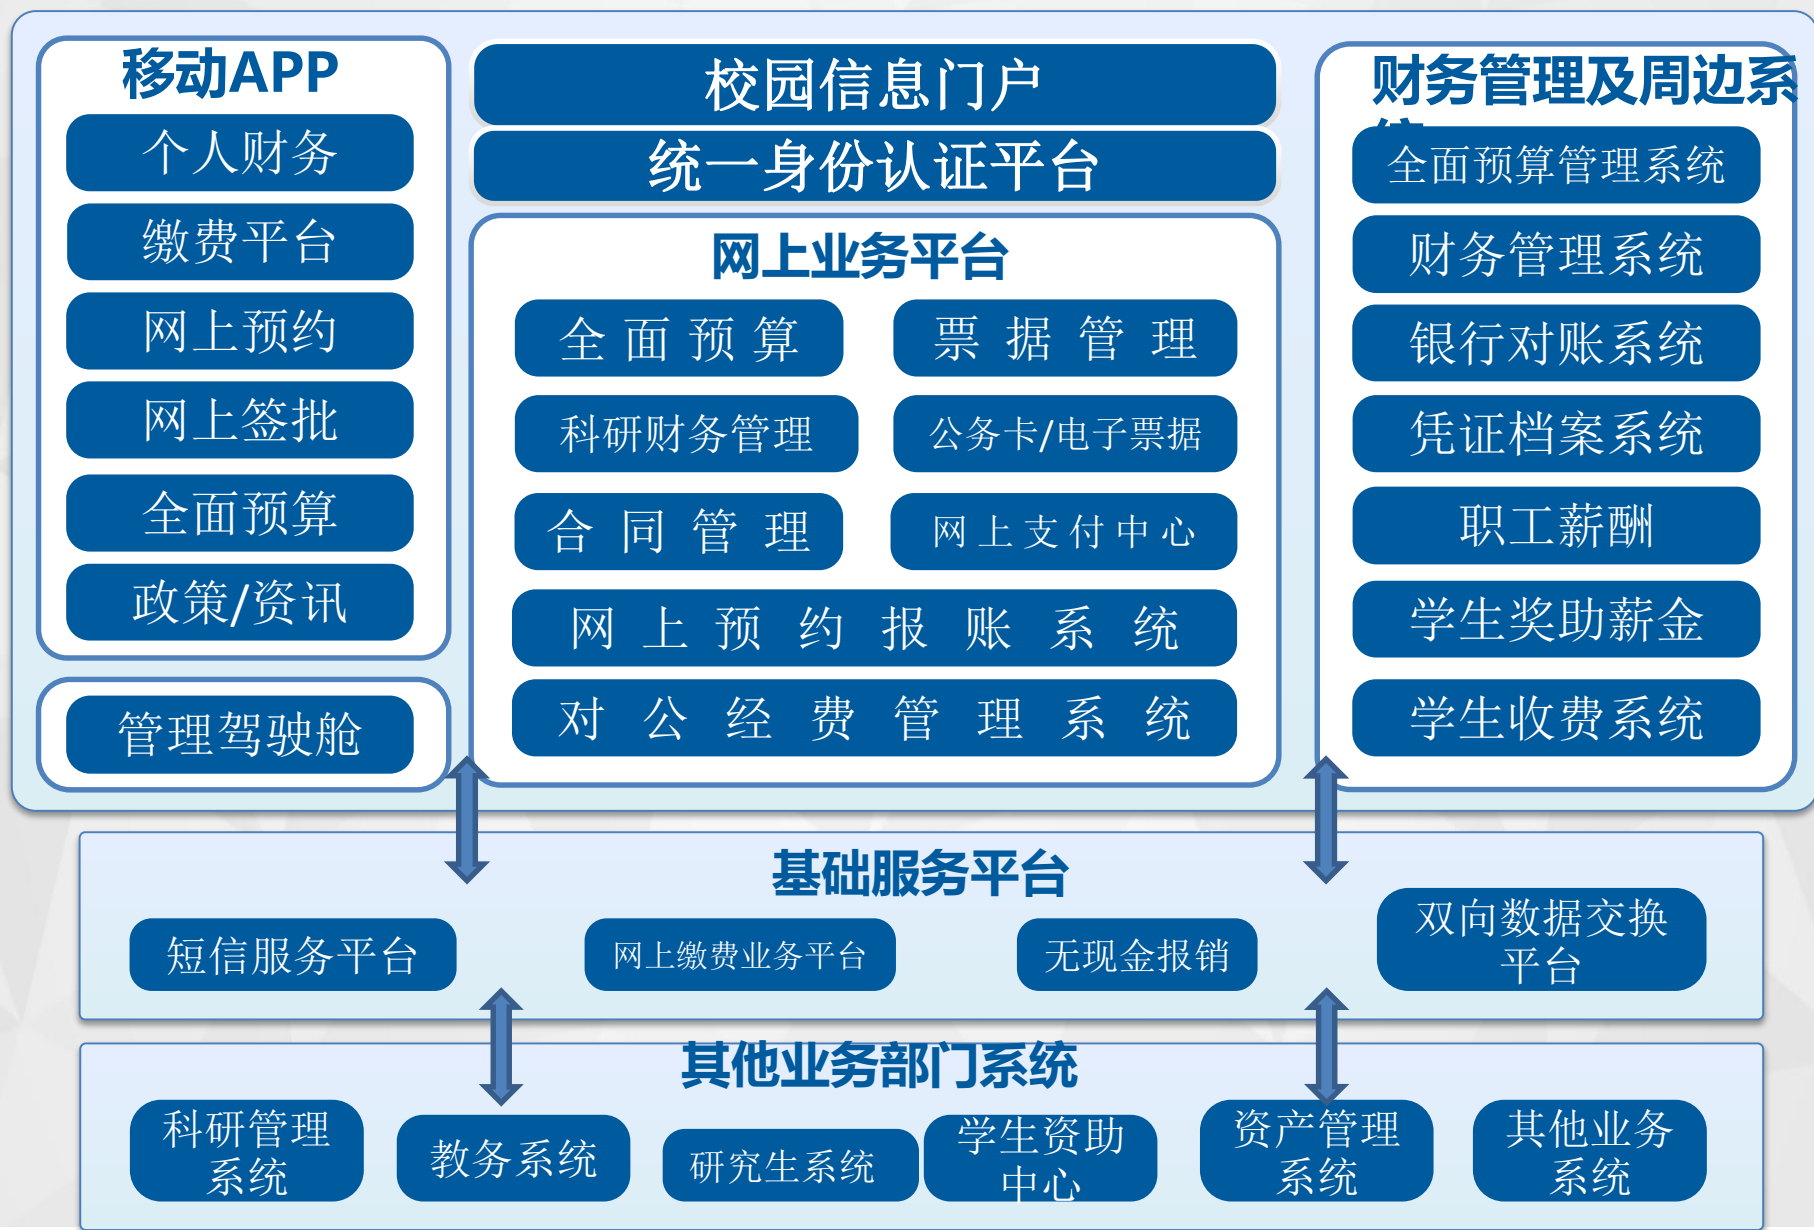 移动APP
个人财务
缴费平台
网上预约
网上签批
全面预算
政策/资讯
管理驾驶舱
校园信息门户
统一身份认证平台
网上业务平台
全面预算
票据管理
科研财务管理
公务卡/电子票据
合同管理
网上支付中心
网上预约报账系统
对公经费管理系统
财务管理及周边系
统
全面预算管理系统
财务管理系统
银行对账系统
凭证档案系统
职工薪酬
学生奖助薪金
学生收费系统
基础服务平台
短信服务平台
网上缴费业务平台
无现金报销
双向数据交换
平台
其他业务部门系统
科研管理
系统
教务系统
研究生系统
学生资助
中心
资产管理
系统
其他业务
系统